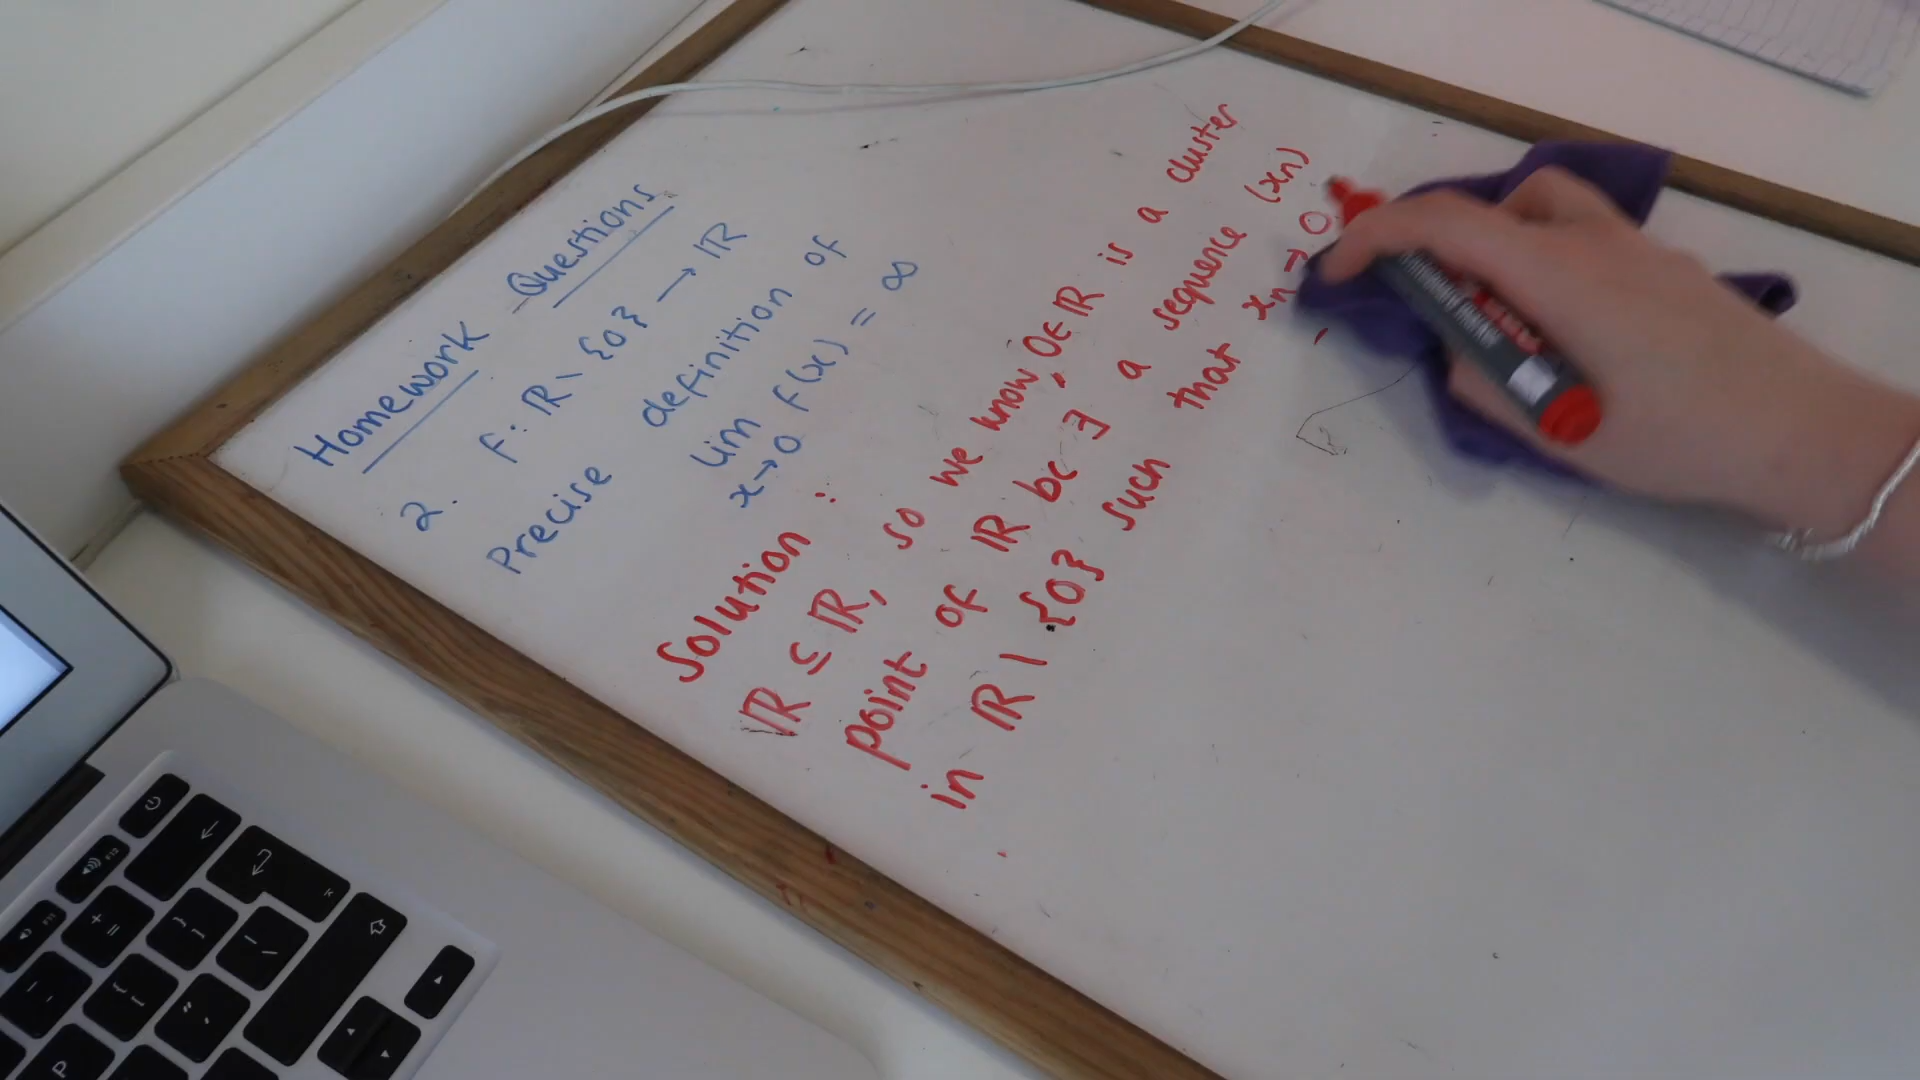 Homework Questions
2. F: ℝ \ {0} → ℝ
Precise definition of
lim f(x) = ∞
x→0
Solution :
ℝ ⊆ ℝ, so we know, 0∈ℝ is a cluster
point of ℝ bc ∃ a sequence (xn)
in ℝ \ {0} such that xn → 0